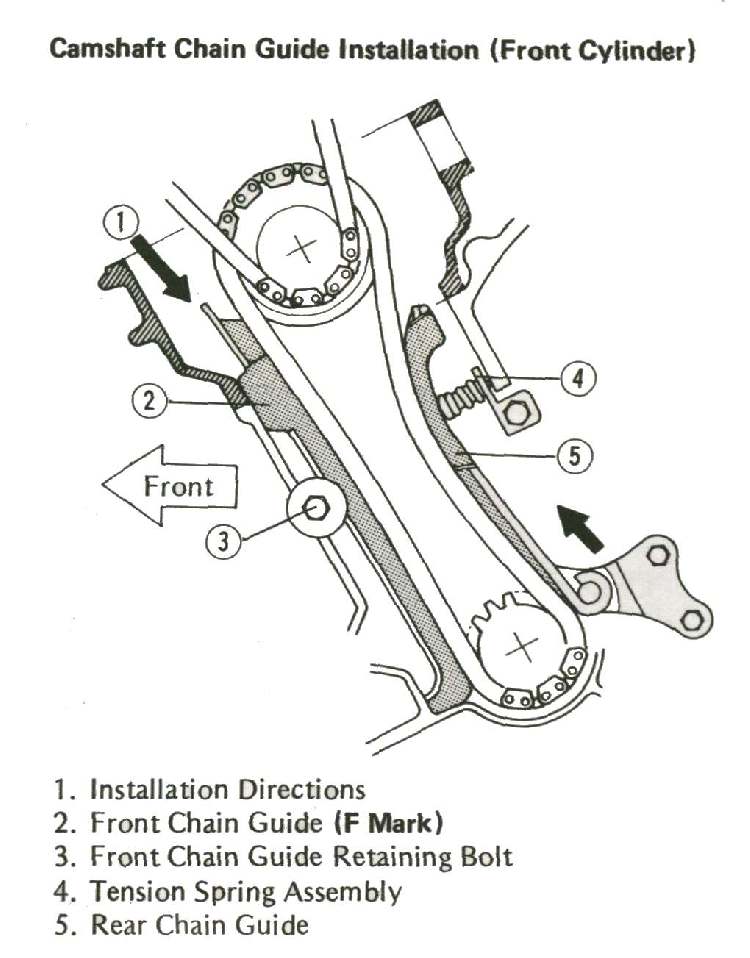 Camshaft Chain Guide Installation (Front Cylinder)
1
2
Front
3
4
5
1. Installation Directions
2. Front Chain Guide (F Mark)
3. Front Chain Guide Retaining Bolt
4. Tension Spring Assembly
5. Rear Chain Guide